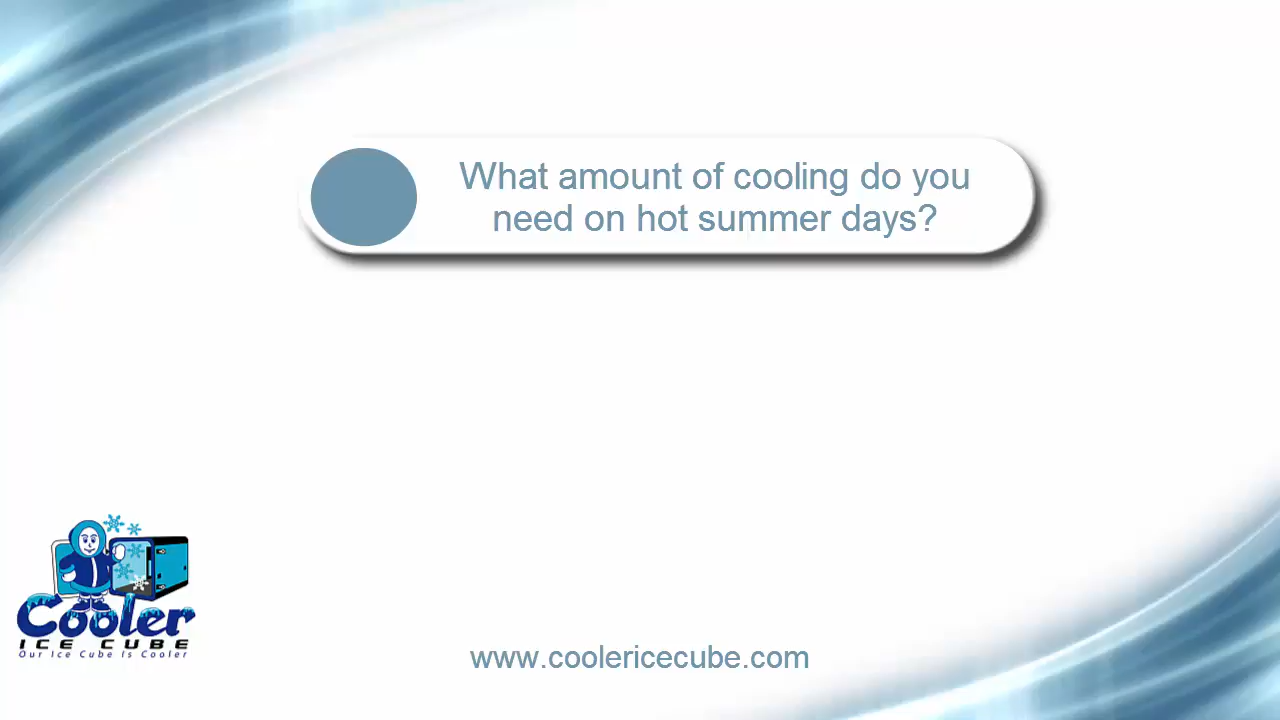 What amount of cooling do you
need on hot summer days?
Cooler
ICE CUBE
Our Ice Cube Is Cooler
www.coolericecube.com